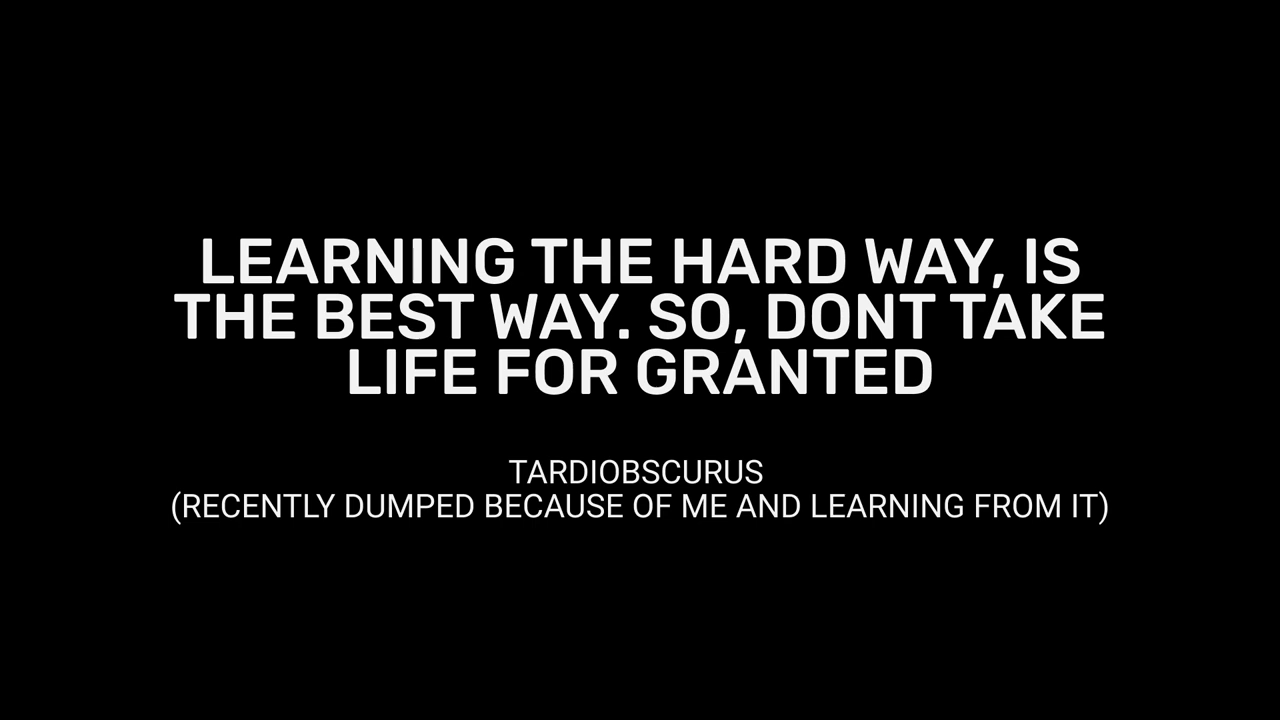 LEARNING THE HARD WAY, IS
THE BEST WAY. SO, DONT TAKE
LIFE FOR GRANTED
TARDIOBSCURUS
(RECENTLY DUMPED BECAUSE OF ME AND LEARNING FROM IT)